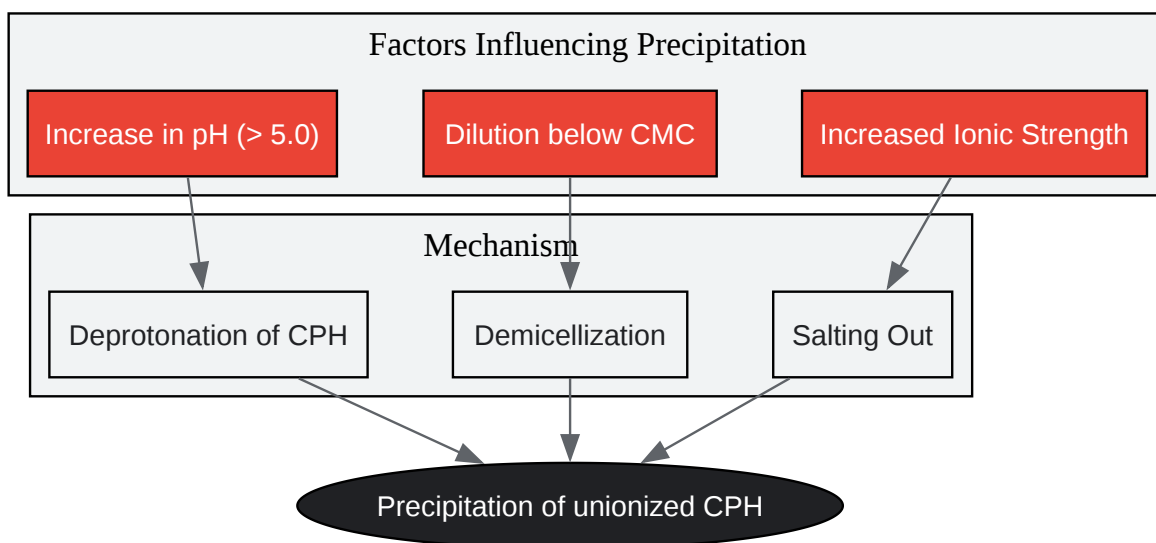 Factors Influencing Precipitation
Increase in pH (> 5.0)
Dilution below CMC
Increased Ionic Strength
Mechanism
Deprotonation of CPH
Demicellization
Salting Out
Precipitation of unionized CPH